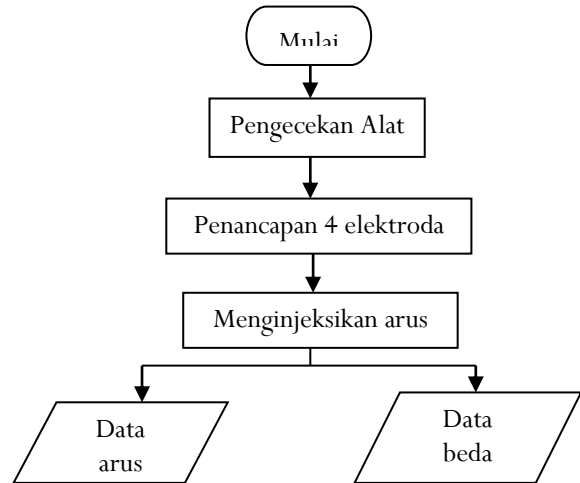 Mulai
Pengecekan Alat
Penancapan 4 elektroda
Menginjeksikan arus
Data
arus
Data
beda